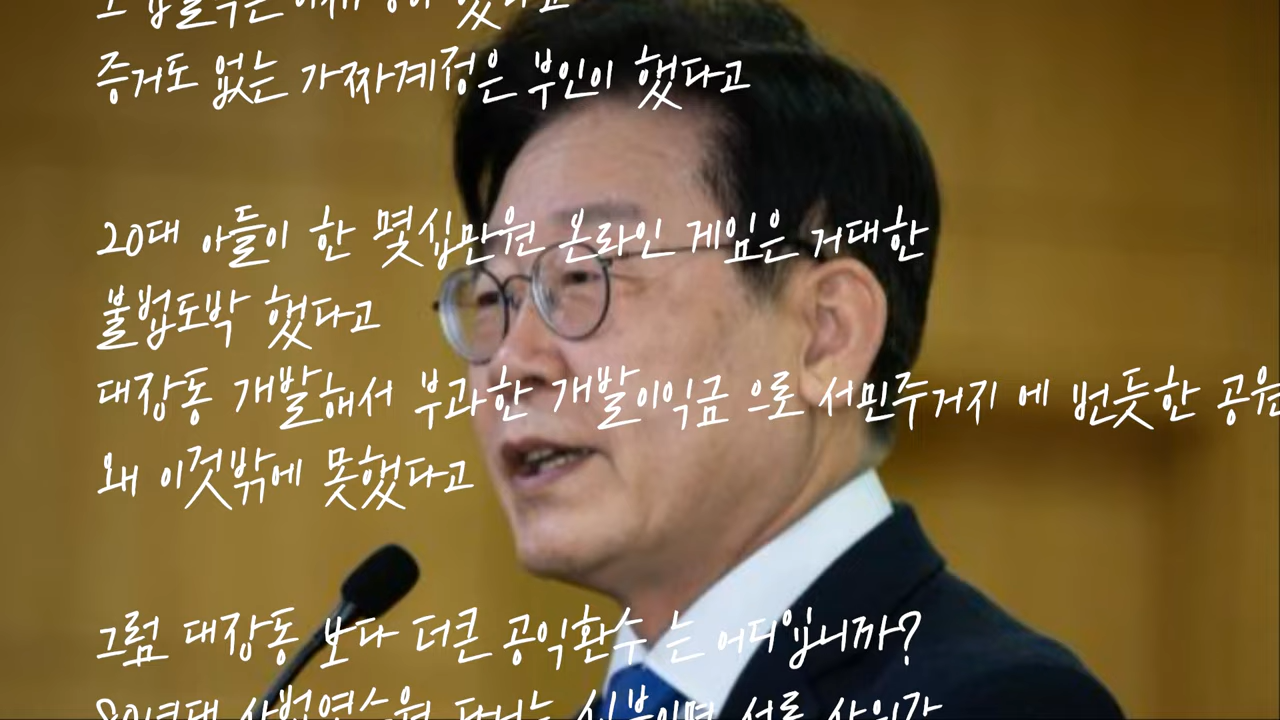 증거도 없는 가짜계정은 부인이 했다고
20대 아들이 한 몇십만원 온라인 게임은 거대한
불법도박 했다고
대장동 개발해서 부과한 개발이익금 으로 서민주거지 에 번듯한 공원
왜 이것밖에 못했다고
그럼 대장동 보다 더큰 공익환수 는 어디입니까?